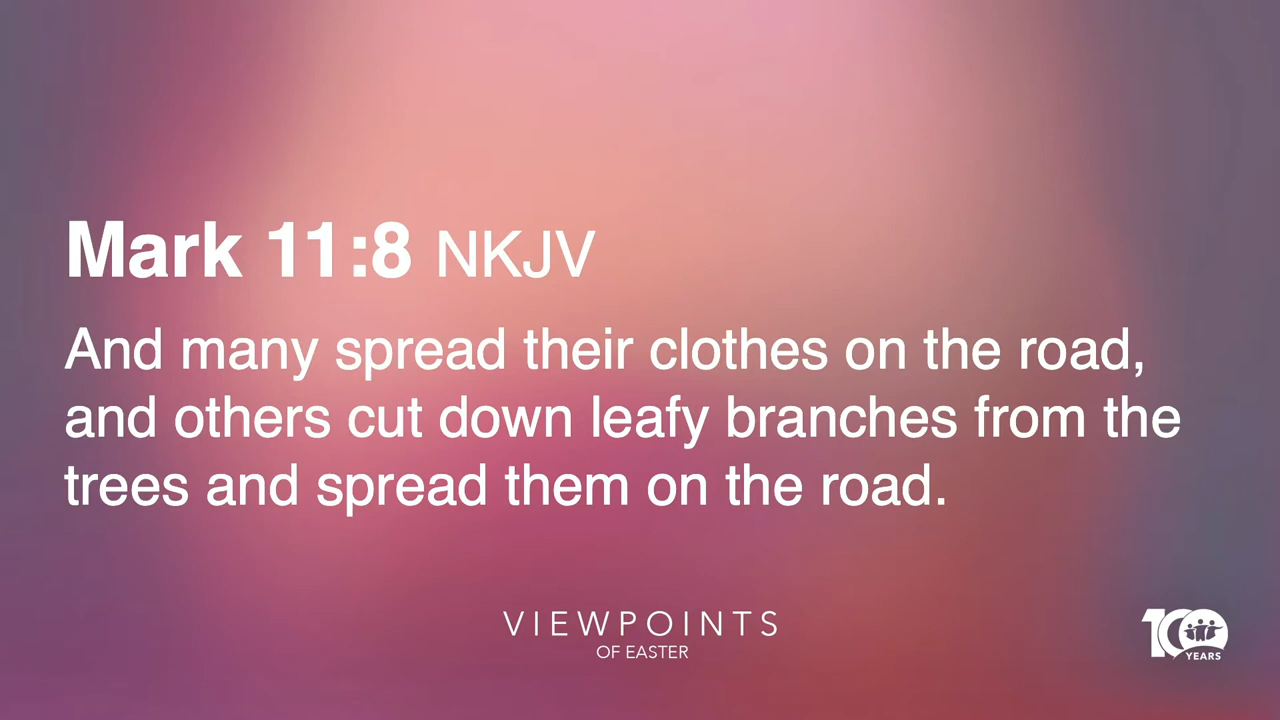 Mark 11:8 NKJV
And many spread their clothes on the road,
and others cut down leafy branches from the
trees and spread them on the road.
VIEWPOINTS
OF EASTER
100
YEARS